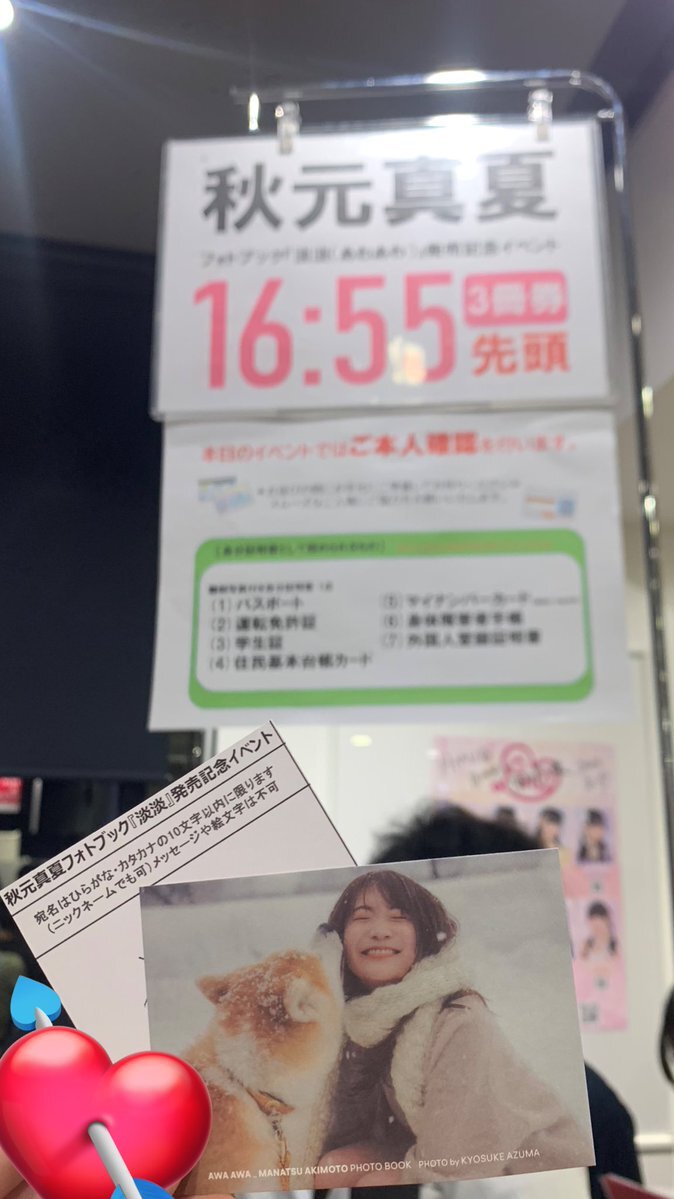 秋元真夏
フォトブック『淡淡(あわあわ)』発売記念イベント
16:55
3冊券
先頭
本日のイベントではご本人確認を行います。
(1) パスポート
(2) 運転免許証
(3) 学生証
(4) 住民基本台帳カード
(5) マイナンバーカード
(6) 身体障害者手帳
(7) 外国人登録証明書
秋元真夏フォトブック『淡淡』発売記念イベント
宛名はひらがな・カタカナの10文字以内に限ります
(ニックネームでも可)メッセージや絵文字は不可
AWA AWA _ MANATSU AKIMOTO PHOTO BOOK PHOTO by KYOSUKE AZUMA